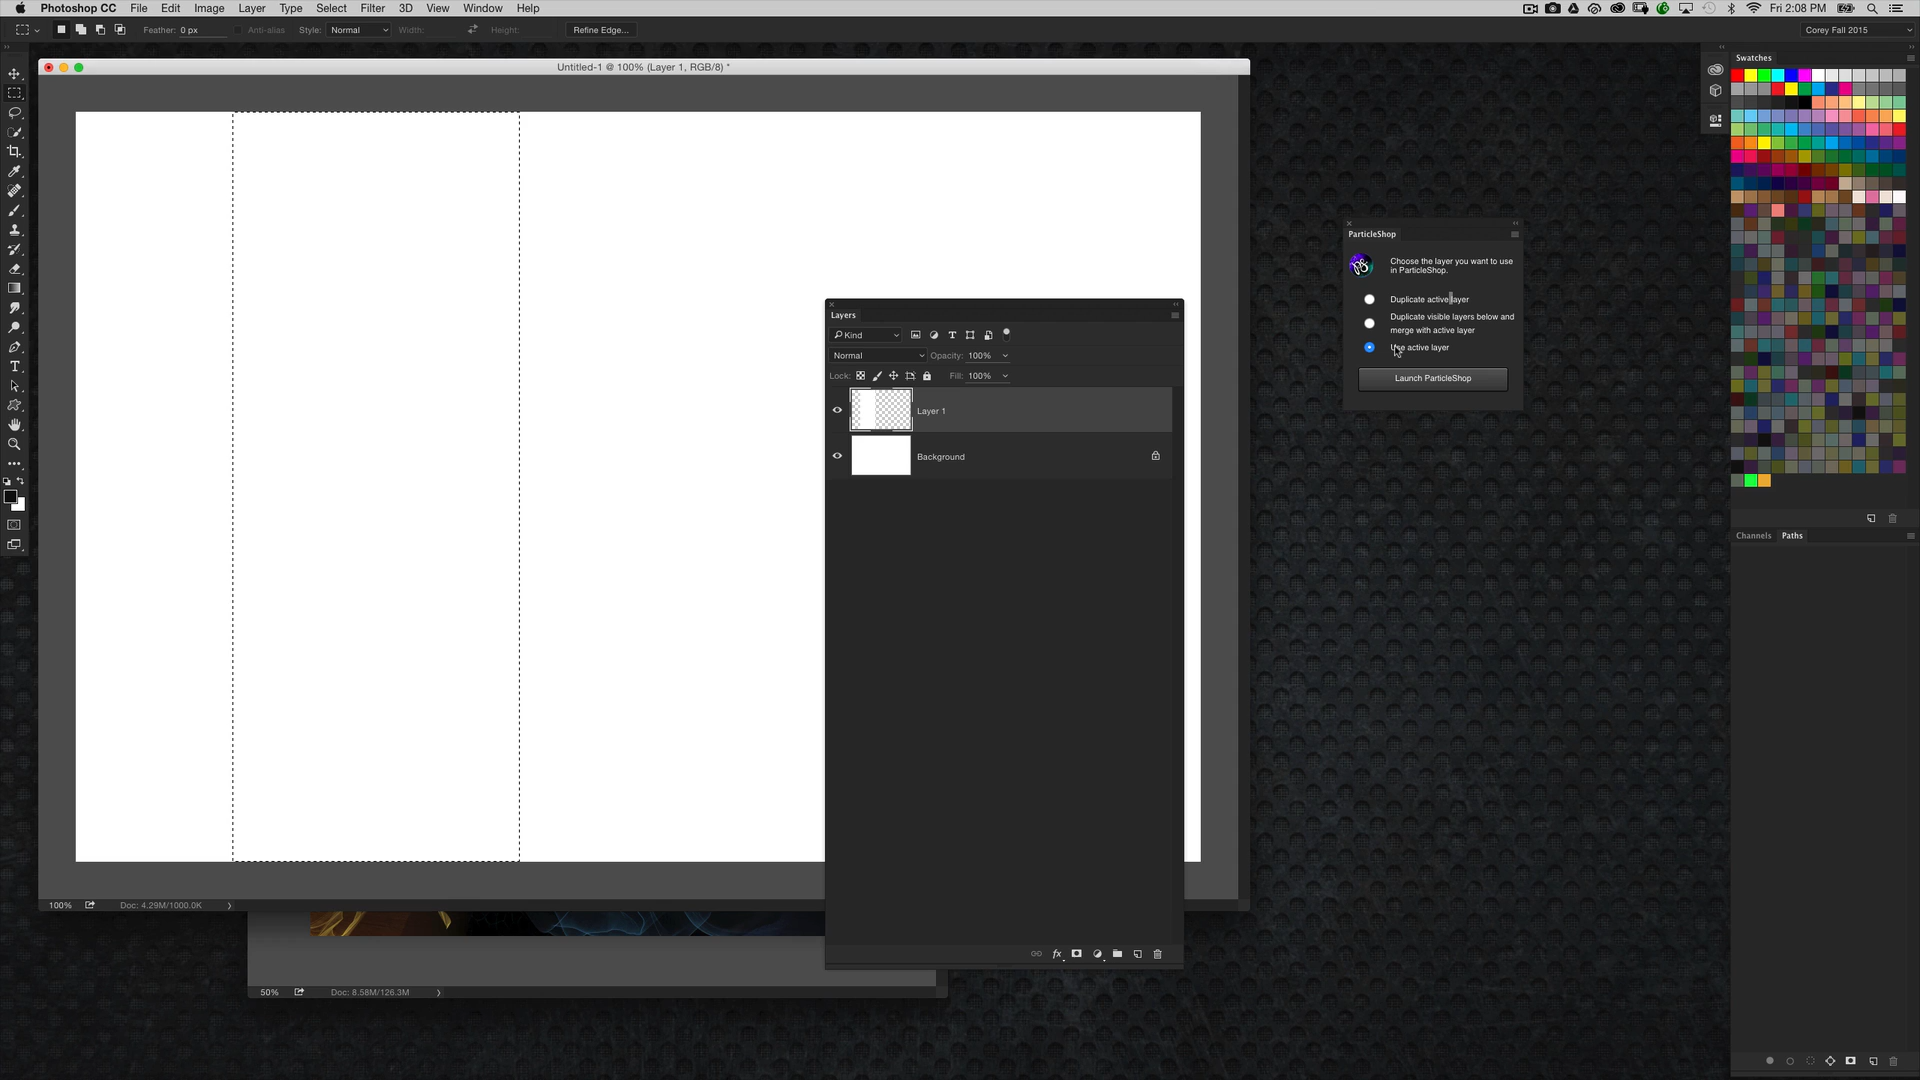 Photoshop CC File Edit Image Layer Type Select Filter 3D View Window Help Fri 2:08 PM
Feather: 0 px Anti-alias Style: Normal Width: Height: Refine Edge... Corey Fall 2015
Untitled-1 @ 100% (Layer 1, RGB/8) *
Swatches
ParticleShop
Choose the layer you want to use
in ParticleShop.
Duplicate active layer
Duplicate visible layers below and
merge with active layer
Use active layer
Launch ParticleShop
Layers
Kind
Normal Opacity: 100%
Lock: Fill: 100%
Layer 1
Background
Channels Paths
100% Doc: 4.29M/1000.0K
fx
50% Doc: 8.58M/126.3M